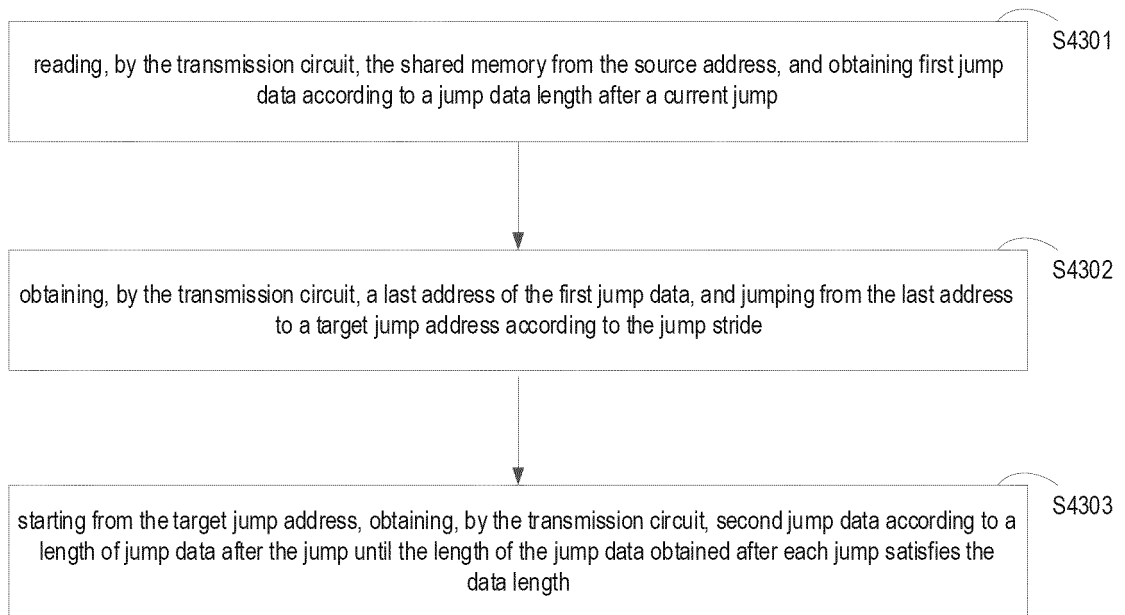 S4301
reading, by the transmission circuit, the shared memory from the source address, and obtaining first jump
data according to a jump data length after a current jump
S4302
obtaining, by the transmission circuit, a last address of the first jump data, and jumping from the last address
to a target jump address according to the jump stride
S4303
starting from the target jump address, obtaining, by the transmission circuit, second jump data according to a
length of jump data after the jump until the length of the jump data obtained after each jump satisfies the
data length